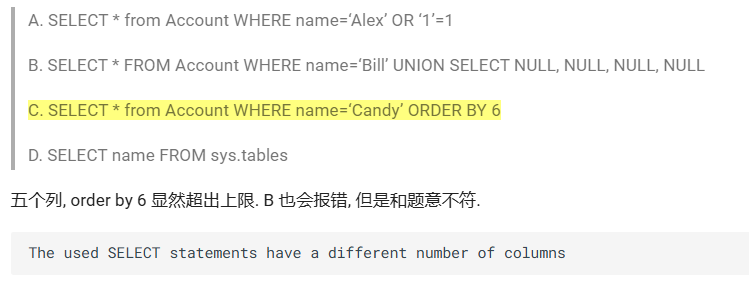 A. SELECT * from Account WHERE name=‘Alex’ OR ‘1’=1
B. SELECT * FROM Account WHERE name=‘Bill’ UNION SELECT NULL, NULL, NULL, NULL
C. SELECT * from Account WHERE name=‘Candy’ ORDER BY 6
D. SELECT name FROM sys.tables
五个列, order by 6 显然超出上限. B 也会报错, 但是和题意不符.
The used SELECT statements have a different number of columns